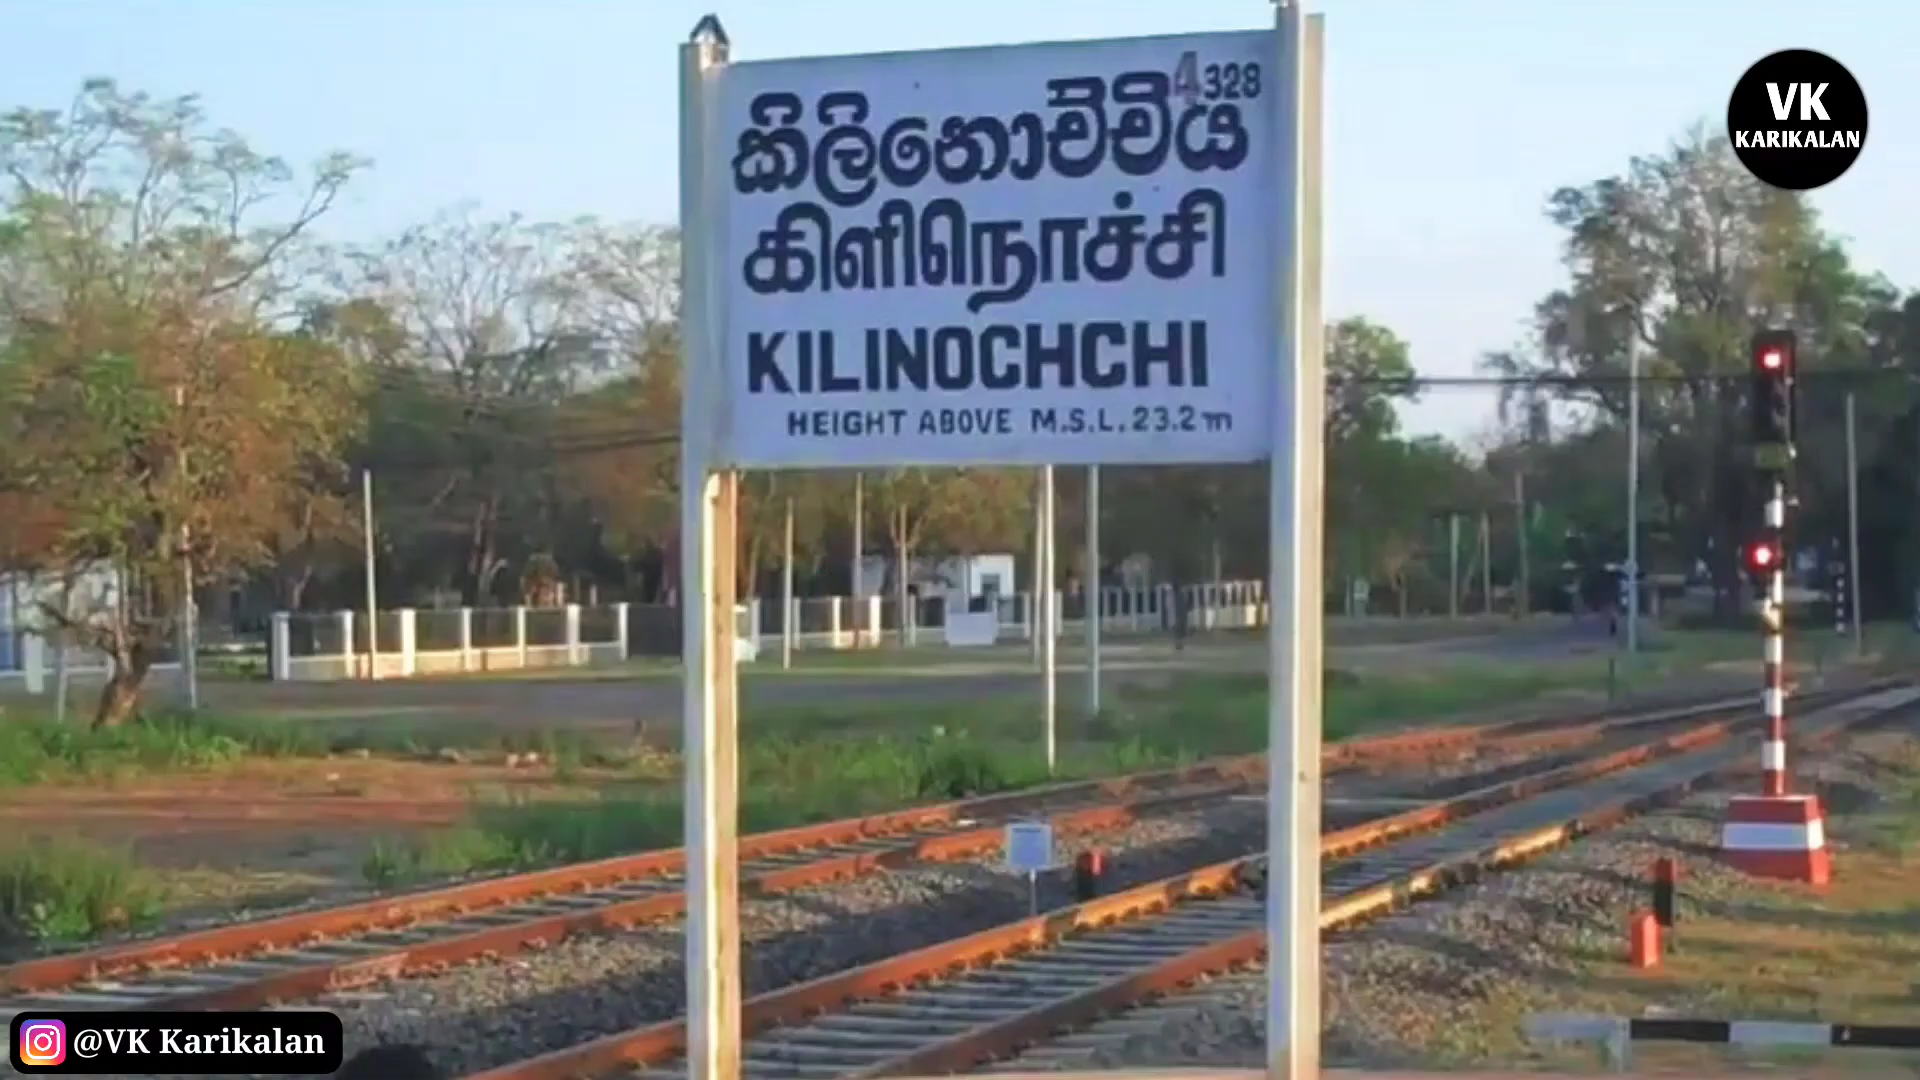 4328
කිලිනොච්චිය
கிளிநொச்சி
KILINOCHCHI
HEIGHT ABOVE M.S.L. 23.2m
VK
KARIKALAN
@VK Karikalan